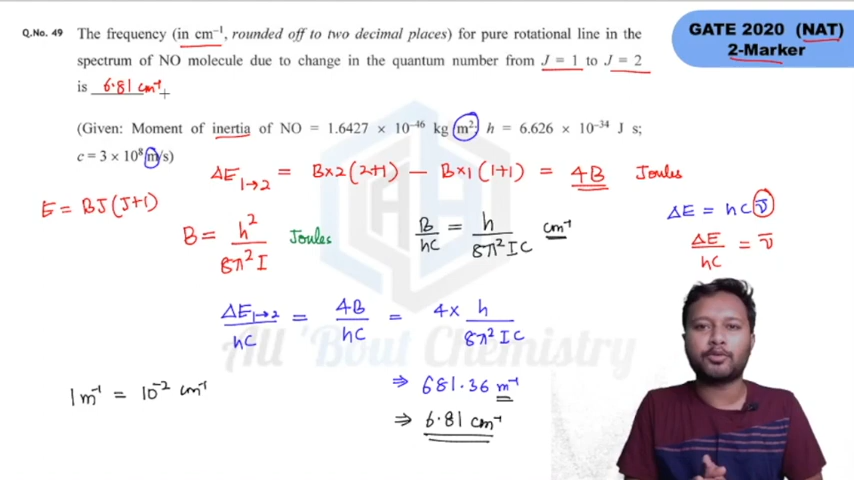 Q.No. 49 The frequency (in cm⁻¹, rounded off to two decimal places) for pure rotational line in the
spectrum of NO molecule due to change in the quantum number from J = 1 to J = 2
is 6.81 cm⁻¹
GATE 2020 (NAT)
2-Marker
(Given: Moment of inertia of NO = 1.6427 × 10⁻⁴⁶ kg m²; h = 6.626 × 10⁻³⁴ J s;
c = 3 × 10⁸ m/s)
ΔE₁→₂ = B×2(2+1) − B×1(1+1) = 4B Joules
E = BJ(J+1)
B = h²/8π²I Joules
B/hc = h/8π²IC cm⁻¹
ΔE = hc ν̄
ΔE/hc = ν̄
ΔE₁→₂/hc = 4B/hc = 4× h/8π²IC
All 'Bout Chemistry
1m⁻¹ = 10⁻² cm⁻¹
⇒ 681.36 m⁻¹
⇒ 6.81 cm⁻¹